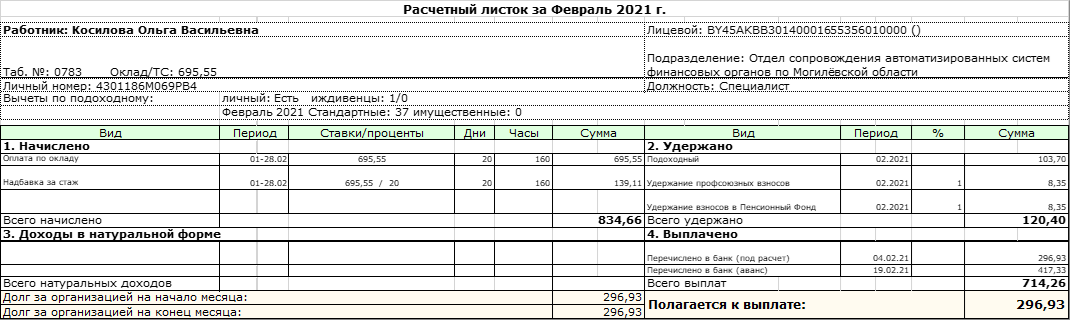 Расчетный листок за Февраль 2021 г.
Работник: Косилова Ольга Васильевна Лицевой: BY45AKBB30140001655356010000 ()
Подразделение: Отдел сопровождения автоматизированных систем
Таб. №: 0783 Оклад/ТС: 695,55 финансовых органов по Могилёвской области
Личный номер: 4301186M069PB4 Должность: Специалист
Вычеты по подоходному: личный: Есть иждивенцы: 1/0
Февраль 2021 Стандартные: 37 имущественные: 0
Вид Период Ставки/проценты Дни Часы Сумма Вид Период % Сумма
1. Начислено 2. Удержано
Оплата по окладу 01-28.02 695,55 20 160 695,55 Подоходный 02.2021 103,70
Надбавка за стаж 01-28.02 695,55 / 20 20 160 139,11 Удержание профсоюзных взносов 02.2021 1 8,35
Удержание взносов в Пенсионный Фонд 02.2021 1 8,35
Всего начислено 834,66 Всего удержано 120,40
3. Доходы в натуральной форме 4. Выплачено
Перечислено в банк (под расчет) 04.02.21 296,93
Перечислено в банк (аванс) 19.02.21 417,33
Всего натуральных доходов Всего выплат 714,26
Долг за организацией на начало месяца: 296,93
Полагается к выплате: 296,93
Долг за организацией на конец месяца: 296,93